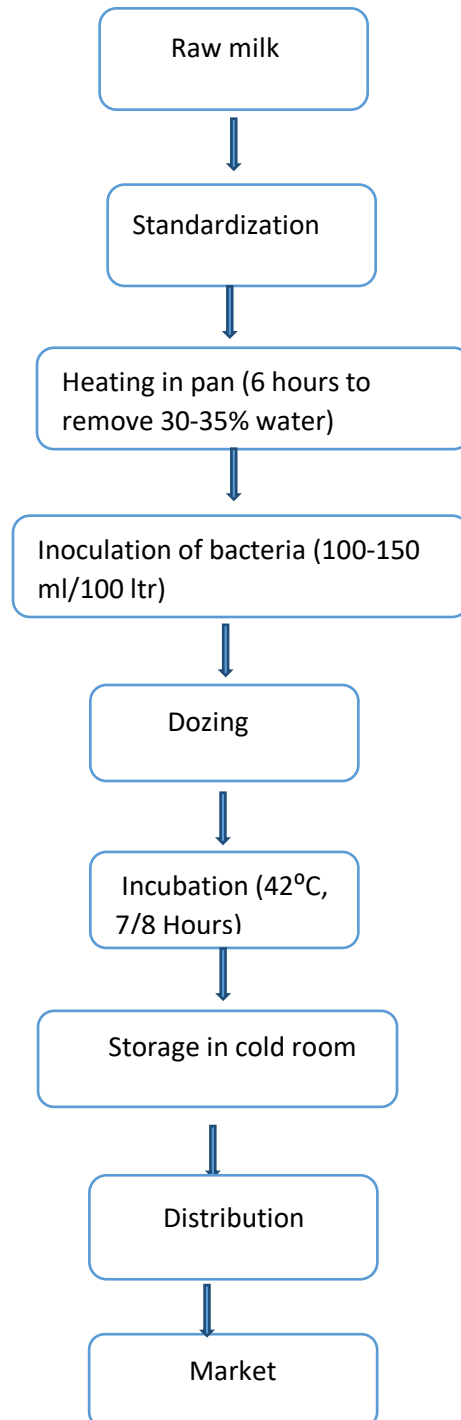 Raw milk
Standardization
Heating in pan (6 hours to
remove 30-35% water)
Inoculation of bacteria (100-150
ml/100 ltr)
Dozing
Incubation (42⁰C,
7/8 Hours)
Storage in cold room
Distribution
Market